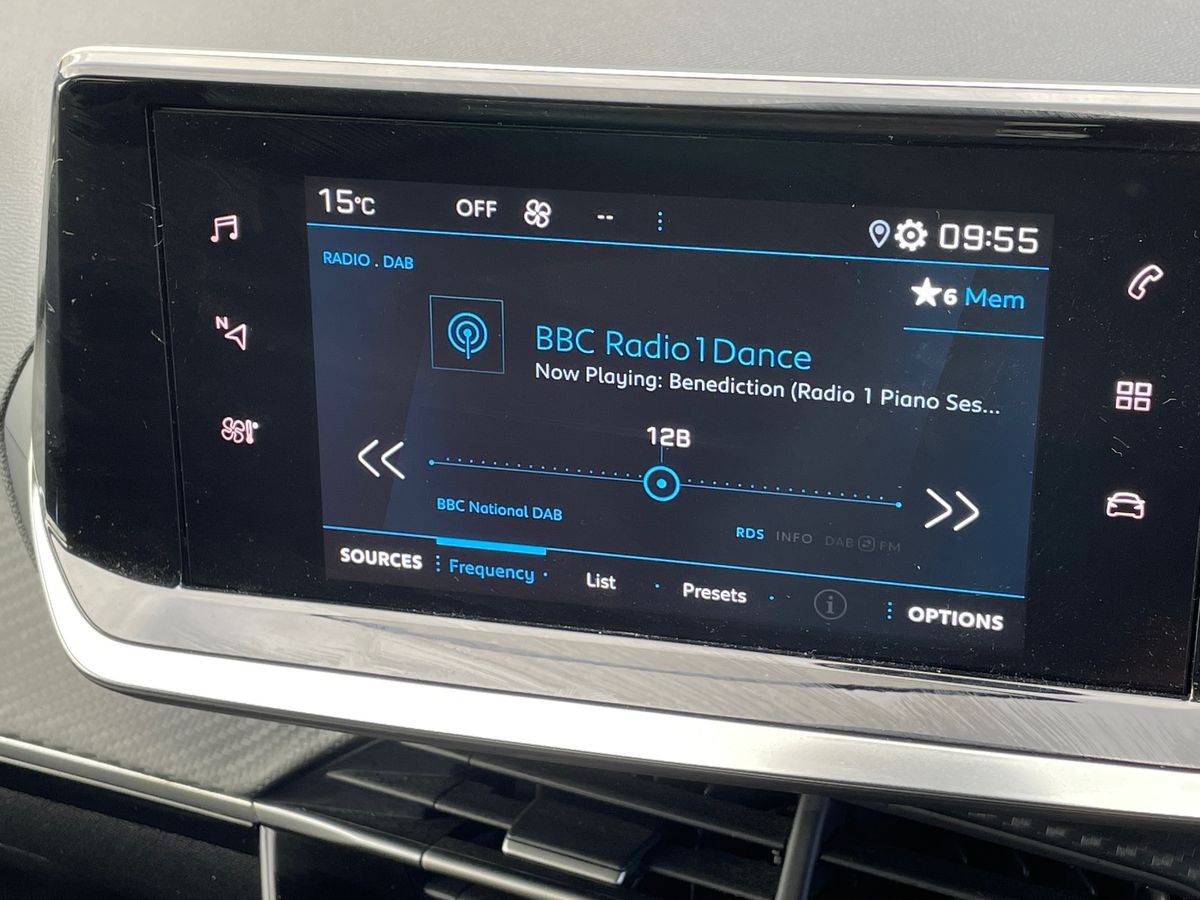 15°C OFF -- 09:55
RADIO . DAB
6 Mem
BBC Radio1Dance
Now Playing: Benediction (Radio 1 Piano Ses...
12B
N
BBC National DAB
RDS INFO DAB FM
SOURCES Frequency List Presets i OPTIONS